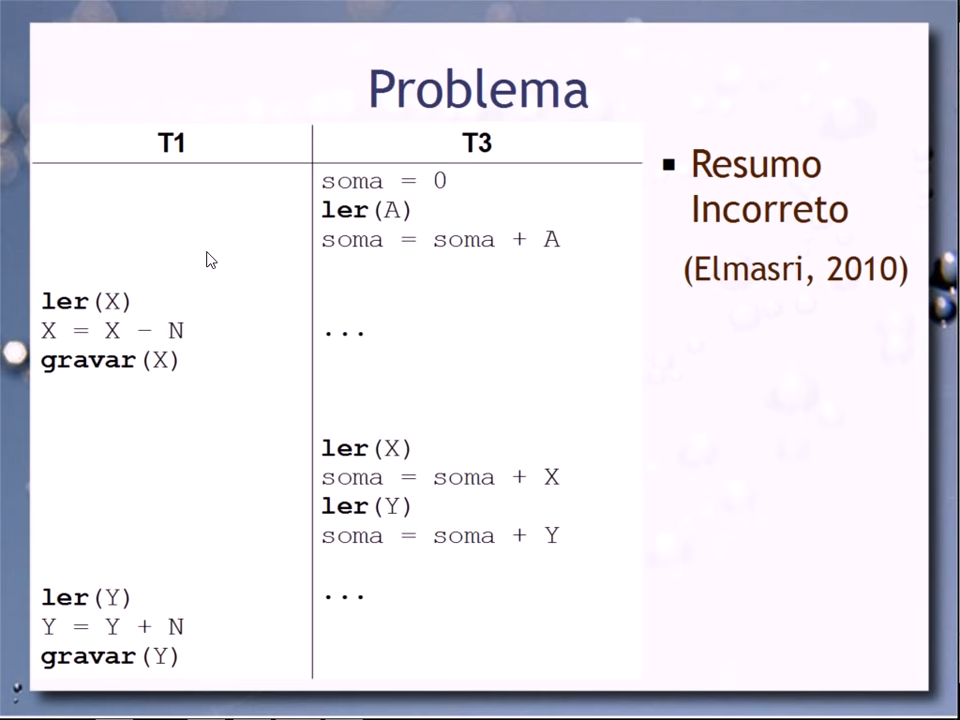 Problema
T1 T3
soma = 0
ler(A)
soma = soma + A
ler(X)
X = X − N ...
gravar(X)
ler(X)
soma = soma + X
ler(Y)
soma = soma + Y
ler(Y) ...
Y = Y + N
gravar(Y)
▪ Resumo
Incorreto
(Elmasri, 2010)